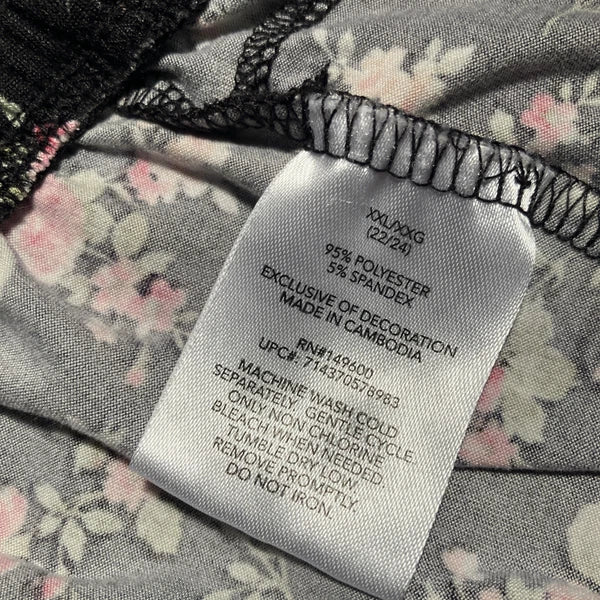 XXL/XXG
(22/24)
95% POLYESTER
5% SPANDEX
EXCLUSIVE OF DECORATION
MADE IN CAMBODIA
RN#149600
UPC#: 714370578983
MACHINE WASH COLD
SEPARATELY. GENTLE CYCLE.
ONLY NON CHLORINE
BLEACH WHEN NEEDED.
TUMBLE DRY LOW.
REMOVE PROMPTLY.
DO NOT IRON.